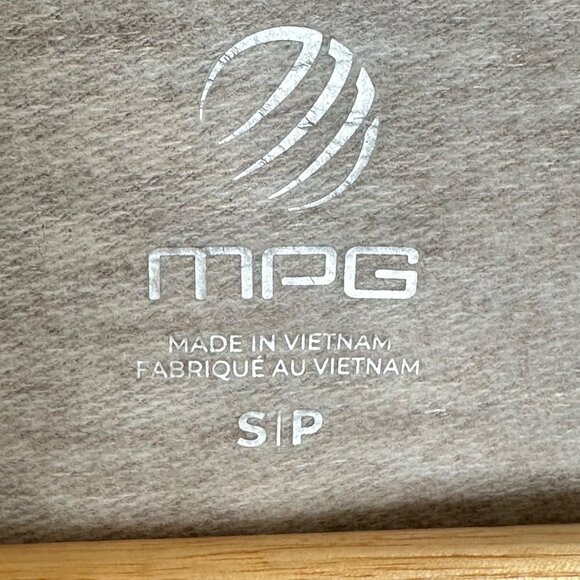 MPG
MADE IN VIETNAM
FABRIQUÉ AU VIETNAM
S|P